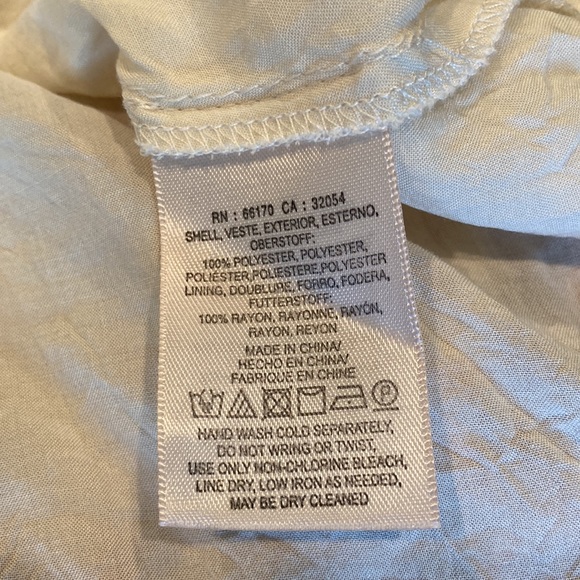 RN : 66170 CA : 32054
SHELL, VESTE, EXTERIOR, ESTERNO,
OBERSTOFF:
100% POLYESTER, POLYESTER,
POLIÉSTER,POLIESTERE,POLYESTER
LINING, DOUBLURE, FORRO, FODERA,
FUTTERSTOFF:
100% RAYON, RAYONNE, RAYÓN,
RAYON, REYON
MADE IN CHINA/
HECHO EN CHINA/
FABRIQUE EN CHINE
P
HAND WASH COLD SEPARATELY,
DO NOT WRING OR TWIST,
USE ONLY NON-CHLORINE BLEACH,
LINE DRY, LOW IRON AS NEEDED,
MAY BE DRY CLEANED